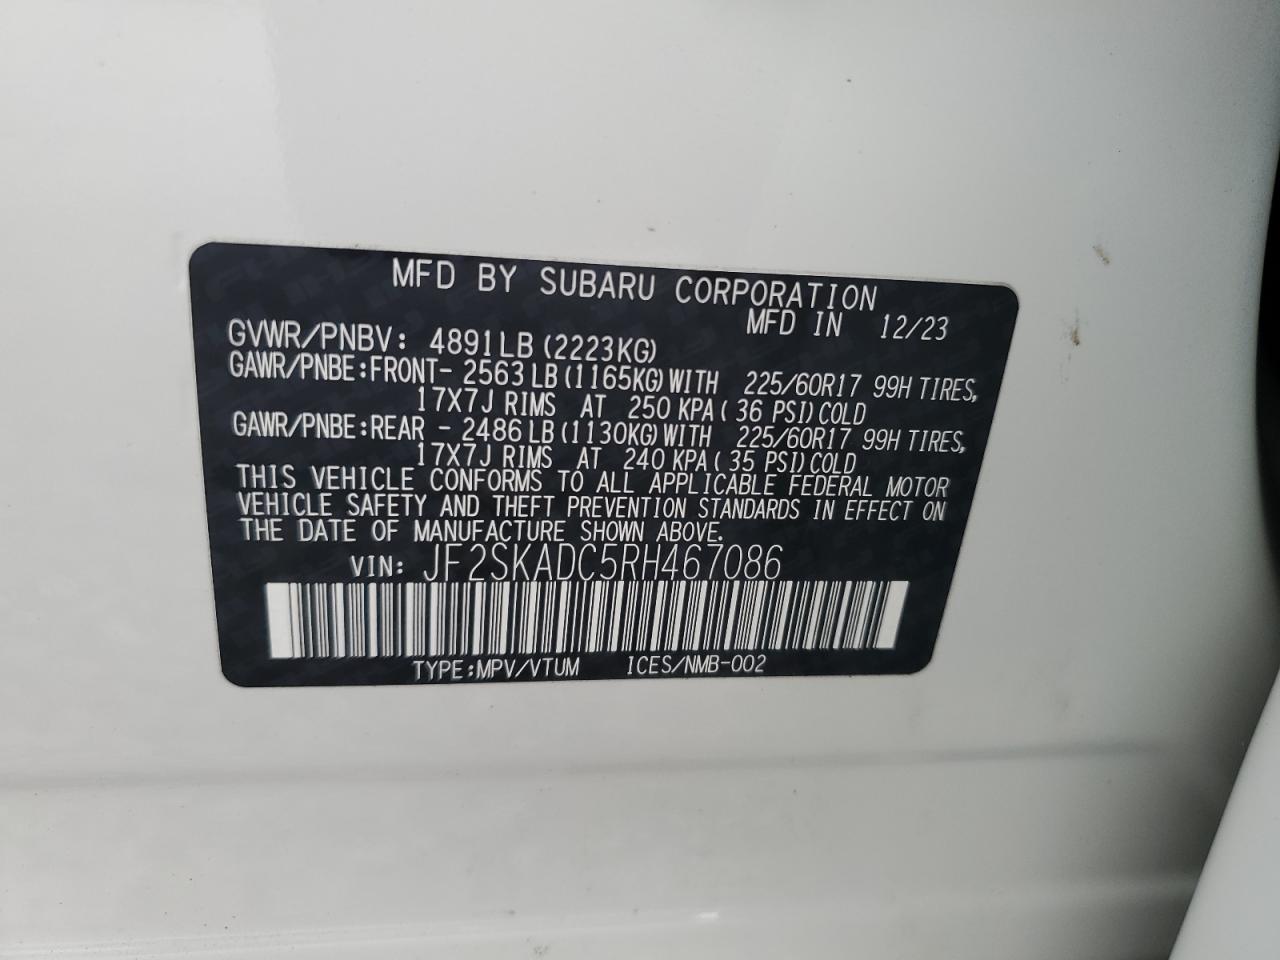 MFD BY SUBARU CORPORATION
MFD IN 12/23
GVWR/PNBV: 4891LB (2223KG)
GAWR/PNBE:FRONT- 2563 LB (1165KG) WITH 225/60R17 99H TIRES,
17X7J RIMS AT 250 KPA ( 36 PSI) COLD
GAWR/PNBE:REAR - 2486 LB (1130KG) WITH 225/60R17 99H TIRES,
17X7J RIMS AT 240 KPA ( 35 PSI) COLD
THIS VEHICLE CONFORMS TO ALL APPLICABLE FEDERAL MOTOR
VEHICLE SAFETY AND THEFT PREVENTION STANDARDS IN EFFECT ON
THE DATE OF MANUFACTURE SHOWN ABOVE.
VIN: JF2SKADC5RH467086
TYPE:MPV/VTUM ICES/NMB-002